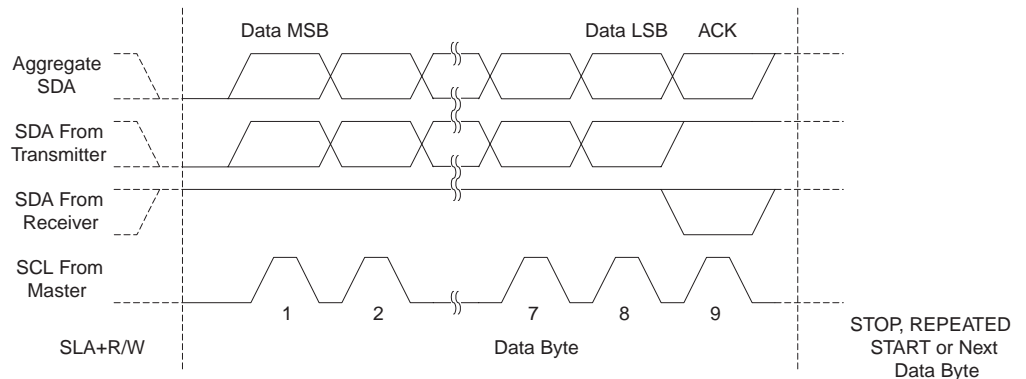 Data MSB
Data LSB
ACK
Aggregate
SDA
SDA From
Transmitter
SDA From
Receiver
SCL From
Master
1
2
7
8
9
SLA+R/W
Data Byte
STOP, REPEATED
START or Next
Data Byte